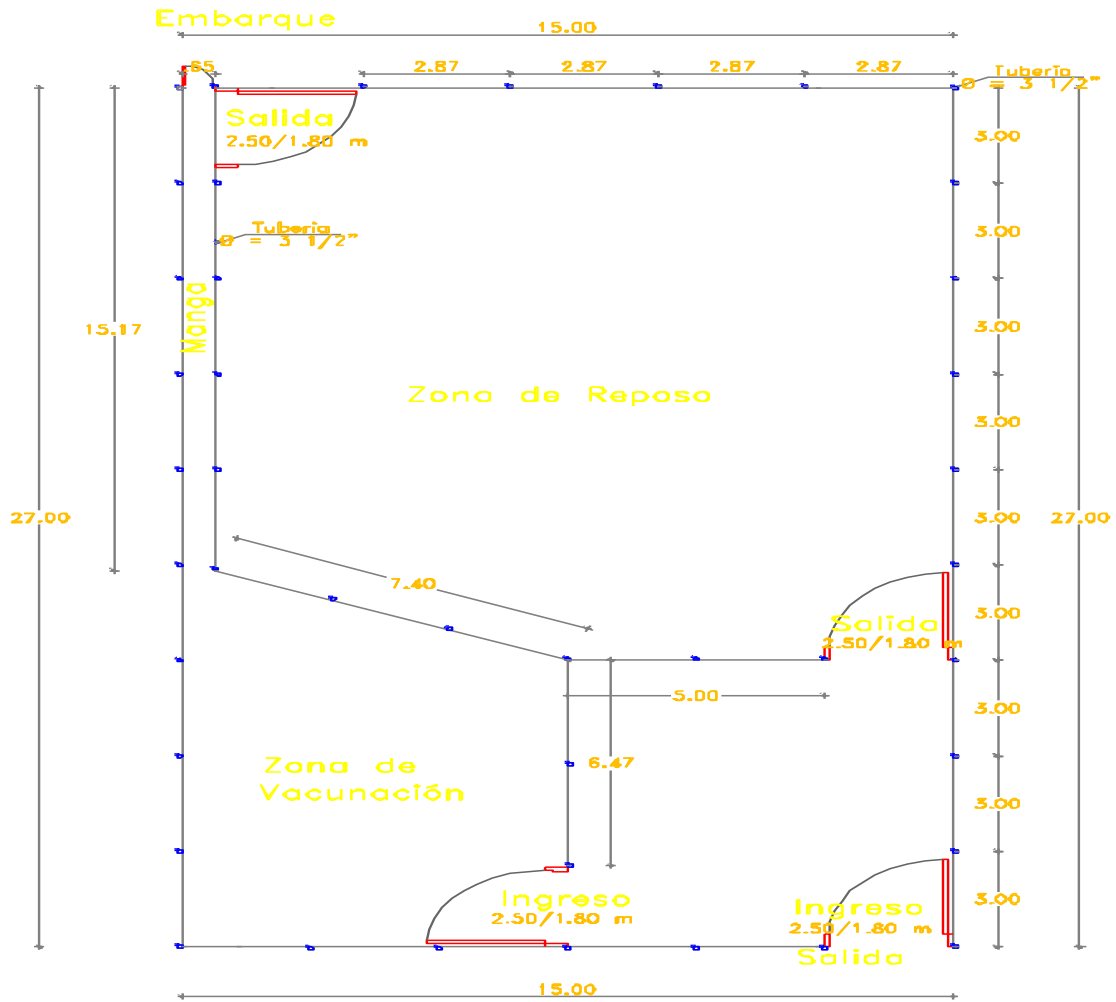 Embarque
15.00
.65
2.87
2.87
2.87
2.87
Tuberia
Ø = 3 1/2"
Salida
2.50/1.80 m
3.00
3.00
Tuberia
Ø = 3 1/2"
Manga
15.17
3.00
Zona de Reposo
3.00
27.00
3.00
27.00
7.40
3.00
Salida
2.50/1.80 m
5.00
3.00
6.47
Zona de
Vacunación
3.00
Ingreso
2.50/1.80 m
3.00
Ingreso
2.50/1.80 m
Salida
15.00